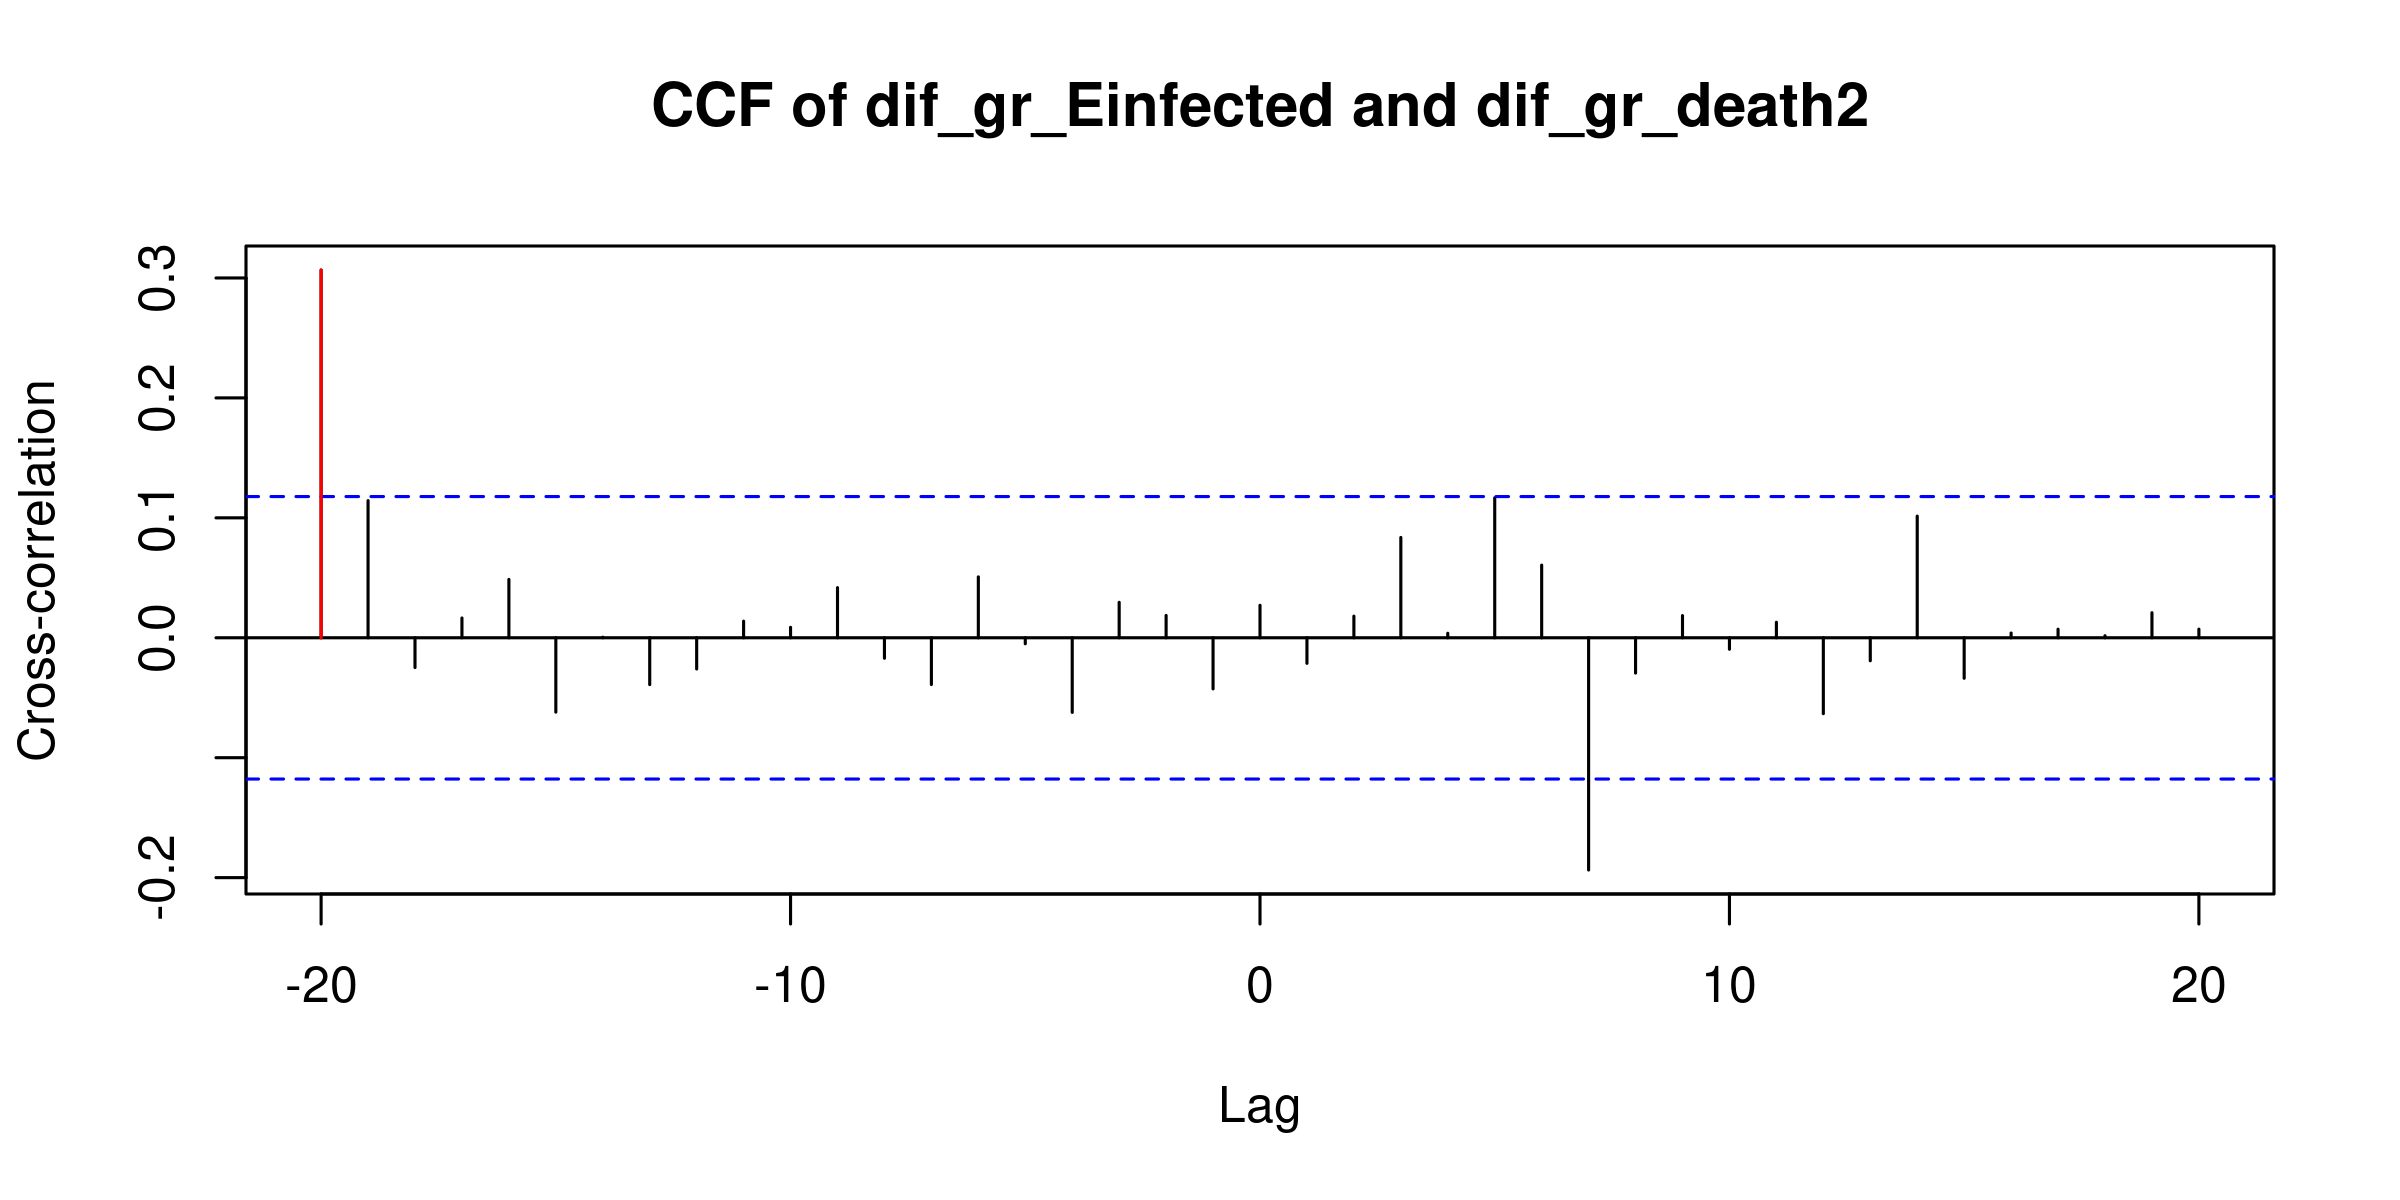 CCF of dif_gr_Einfected and dif_gr_death2
Cross-correlation
0.3
0.2
0.1
0.0
-0.2
-20 -10 0 10 20
Lag